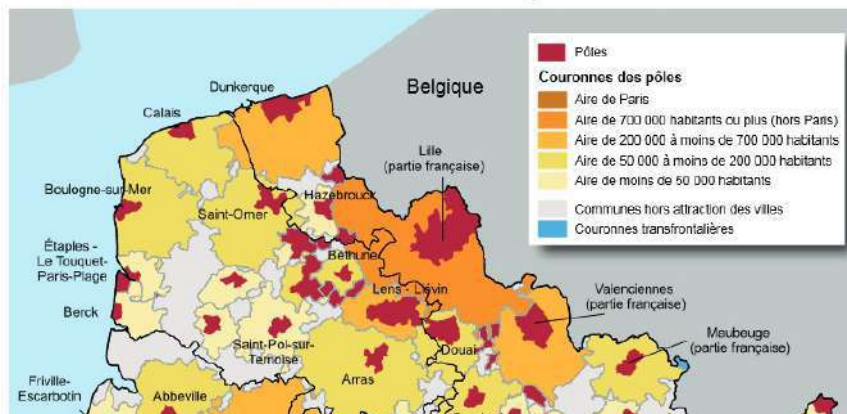 Pôles
Couronnes des pôles
Aire de Paris
Aire de 700 000 habitants ou plus (hors Paris)
Aire de 200 000 à moins de 700 000 habitants
Aire de 50 000 à moins de 200 000 habitants
Aire de moins de 50 000 habitants
Communes hors attraction des villes
Couronnes transfrontalières
Belgique
Dunkerque
Calais
Lille
(partie française)
Boulogne-sur-Mer
Hazebrouck
Saint-Omer
Étaples -
Le Touquet-
Paris-Plage
Béthune
Berck
Lens - Liévin
Valenciennes
(partie française)
Saint-Pol-sur-
Ternoise
Douai
Maubeuge
(partie française)
Arras
Friville-
Escarbotin
Abbeville